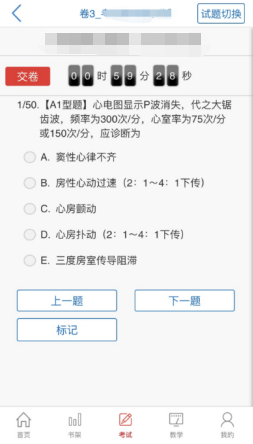 卷3_
试题切换
交卷
00时59分28秒
1/50.【A1型题】心电图显示P波消失，代之大锯
齿波，频率为300次/分，心室率为75次/分
或150次/分，应诊断为
A. 窦性心律不齐
B. 房性心动过速（2：1～4：1下传）
C. 心房颤动
D. 心房扑动（2：1～4：1下传）
E. 三度房室传导阻滞
上一题
下一题
标记
首页
书架
考试
教学
我的